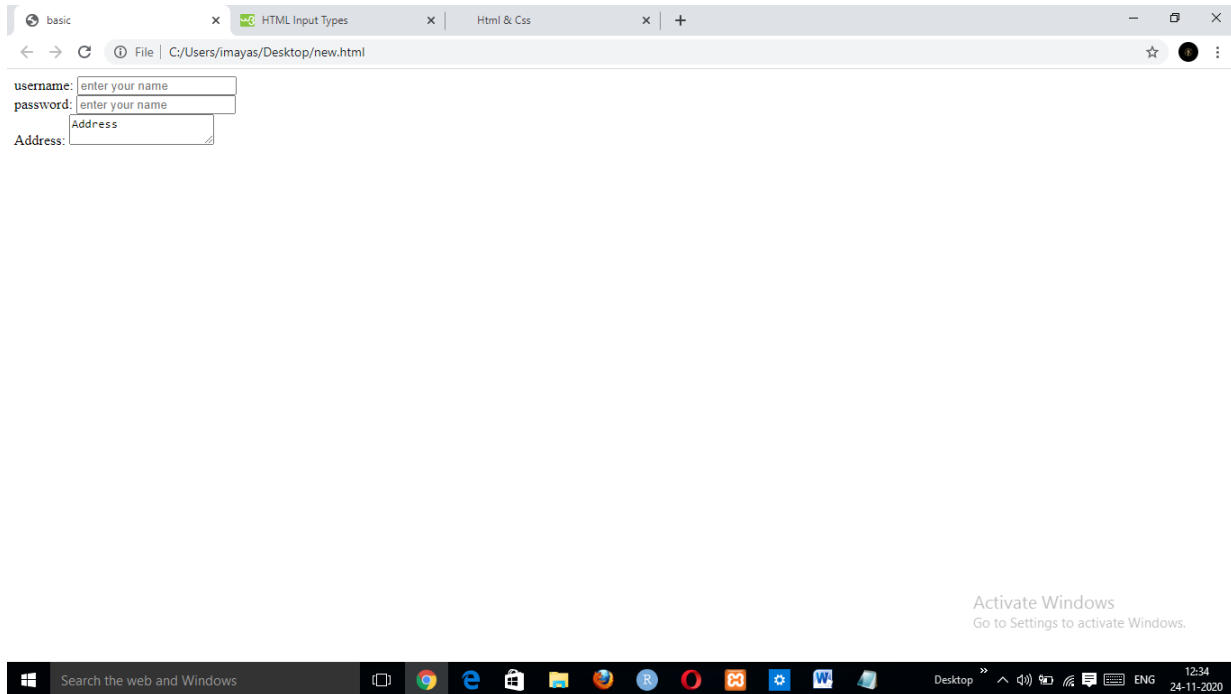 basic HTML Input Types Html & Css
File C:/Users/imayas/Desktop/new.html
username: enter your name
password: enter your name
Address
Address:
Activate Windows
Go to Settings to activate Windows.
Search the web and Windows
Desktop ENG 12:34
24-11-2020